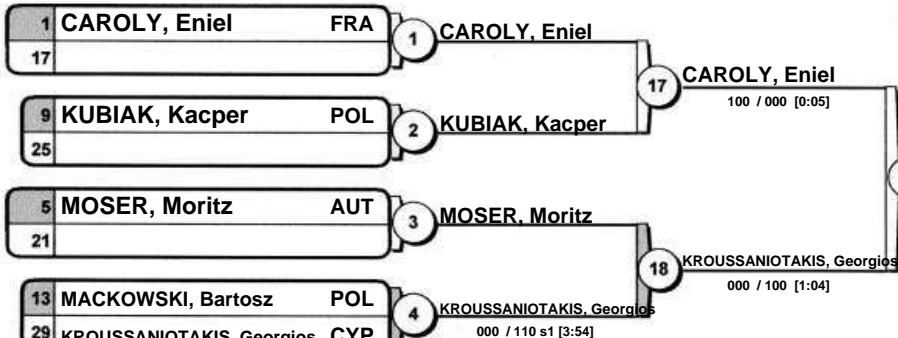 1 CAROLY, Eniel FRA
17
1 CAROLY, Eniel
9 KUBIAK, Kacper POL
25
2 KUBIAK, Kacper
17 CAROLY, Eniel
100 / 000 [0:05]
5 MOSER, Moritz AUT
21
3 MOSER, Moritz
13 MACKOWSKI, Bartosz POL
29 KROUSSANIOTAKIS, Georgios CYP
4 KROUSSANIOTAKIS, Georgios
000 / 110 s1 [3:54]
18 KROUSSANIOTAKIS, Georgios
000 / 100 [1:04]